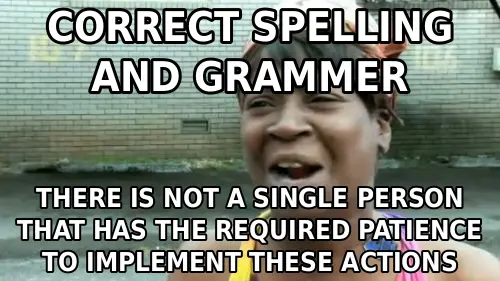 CORRECT SPELLING
AND GRAMMER
THERE IS NOT A SINGLE PERSON
THAT HAS THE REQUIRED PATIENCE
TO IMPLEMENT THESE ACTIONS